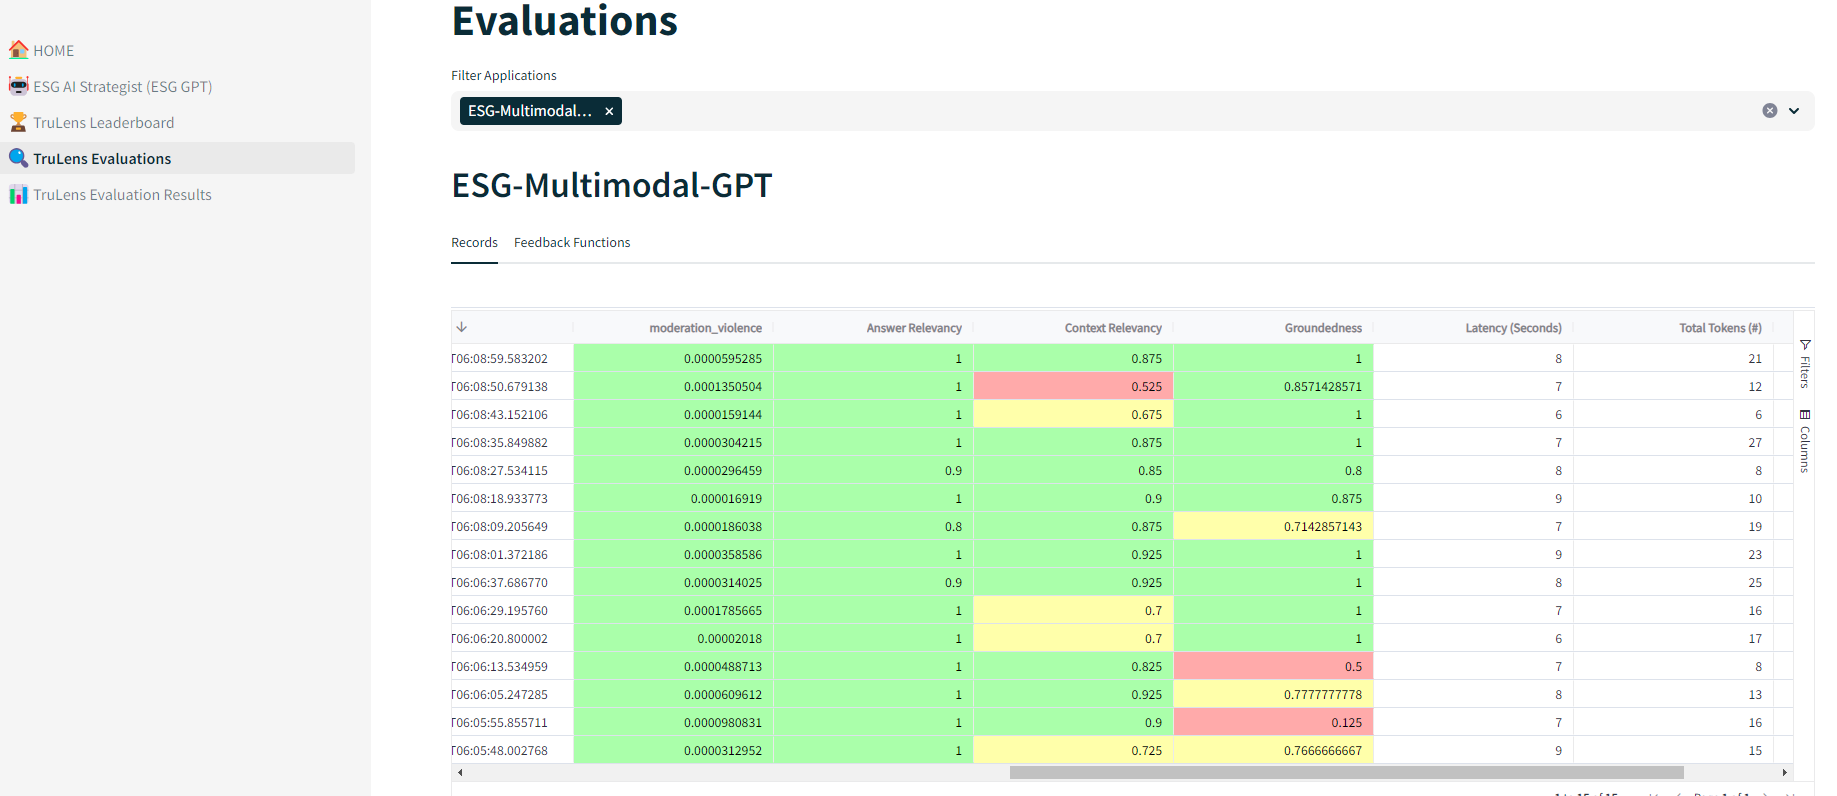 HOME
ESG AI Strategist (ESG GPT)
TruLens Leaderboard
TruLens Evaluations
TruLens Evaluation Results
Evaluations
Filter Applications
ESG-Multimodal... ×
ESG-Multimodal-GPT
Records Feedback Functions
moderation_violence Answer Relevancy Context Relevancy Groundedness Latency (Seconds) Total Tokens (#)
T06:08:59.583202 0.0000595285 1 0.875 1 8 21
T06:08:50.679138 0.0001350504 1 0.525 0.8571428571 7 12
T06:08:43.152106 0.0000159144 1 0.675 1 6 6
T06:08:35.849882 0.0000304215 1 0.875 1 7 27
T06:08:27.534115 0.0000296459 0.9 0.85 0.8 8 8
T06:08:18.933773 0.000016919 1 0.9 0.875 9 10
T06:08:09.205649 0.0000186038 0.8 0.875 0.7142857143 7 19
T06:08:01.372186 0.0000358586 1 0.925 1 9 23
T06:06:37.686770 0.0000314025 0.9 0.925 1 8 25
T06:06:29.195760 0.0001785665 1 0.7 1 7 16
T06:06:20.800002 0.00002018 1 0.7 1 6 17
T06:06:13.534959 0.0000488713 1 0.825 0.5 7 8
T06:06:05.247285 0.0000609612 1 0.925 0.7777777778 8 13
T06:05:55.855711 0.0000980831 1 0.9 0.125 7 16
T06:05:48.002768 0.0000312952 1 0.725 0.7666666667 9 15
Filters
Columns